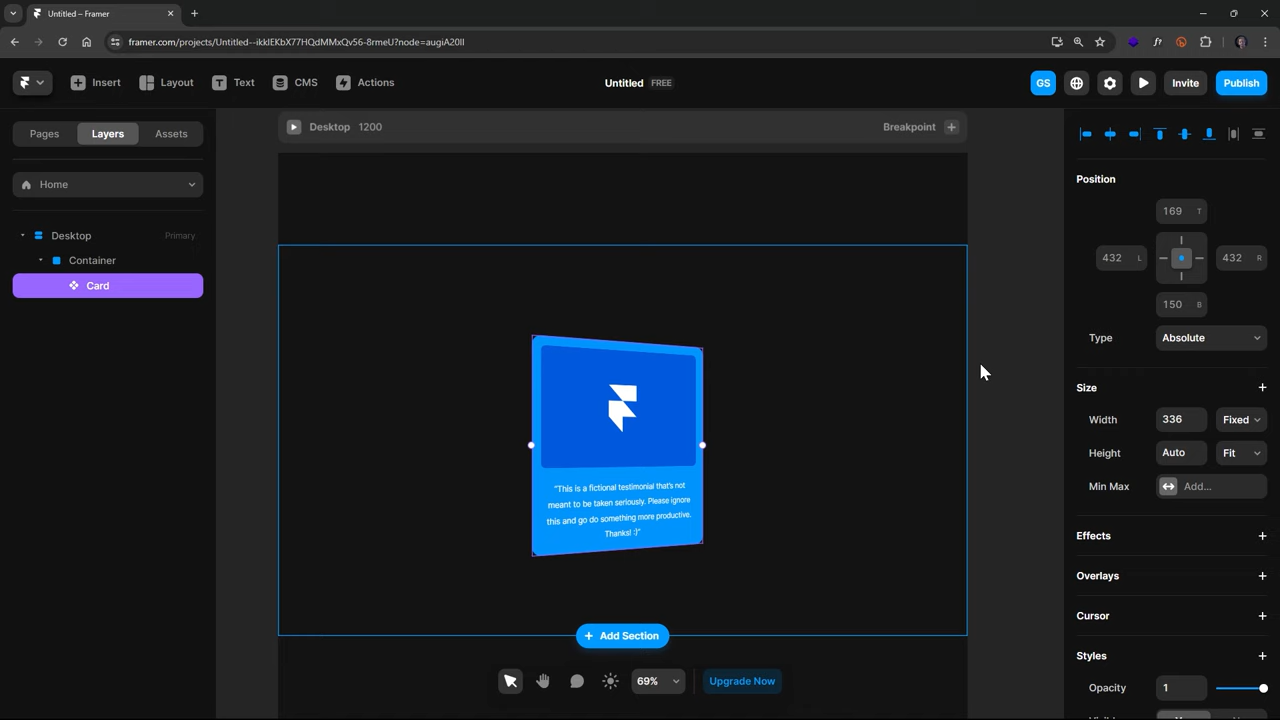 Untitled – Framer
framer.com/projects/Untitled--ikklEKbX77HQdMMxQv56-8rmeU?node=augiA20Il
Insert
Layout
Text
CMS
Actions
Untitled FREE
GS
Invite
Publish
Pages
Layers
Assets
Home
Desktop Primary
Container
Card
Desktop 1200
Breakpoint
"This is a fictional testimonial that's not
meant to be taken seriously. Please ignore
this and go do something more productive.
Thanks! :)"
Add Section
69%
Upgrade Now
Position
169 T
432 L
432 R
150 B
Type Absolute
Size
Width 336 Fixed
Height Auto Fit
Min Max Add...
Effects
Overlays
Cursor
Styles
Opacity 1